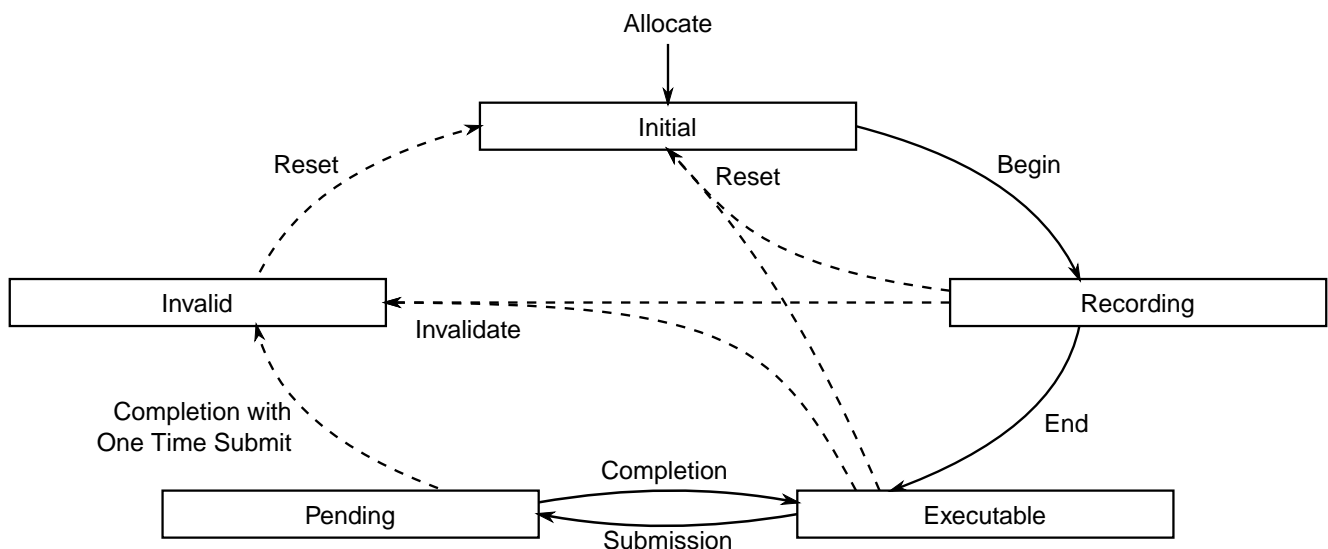 Allocate
Initial
Reset
Reset
Begin
Invalid
Recording
Invalidate
Completion with
One Time Submit
End
Completion
Pending
Executable
Submission